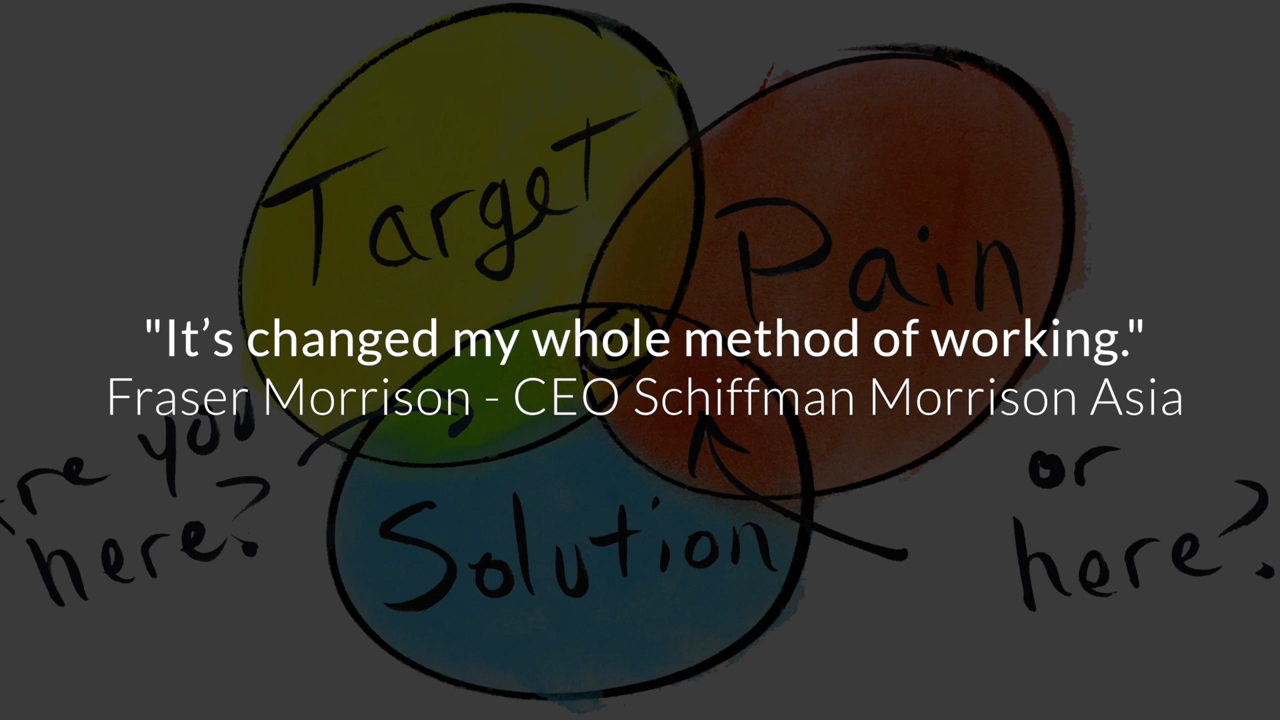 Target
Pain
"It’s changed my whole method of working."
Fraser Morrison - CEO Schiffman Morrison Asia
you
here?
or
here?
Solution